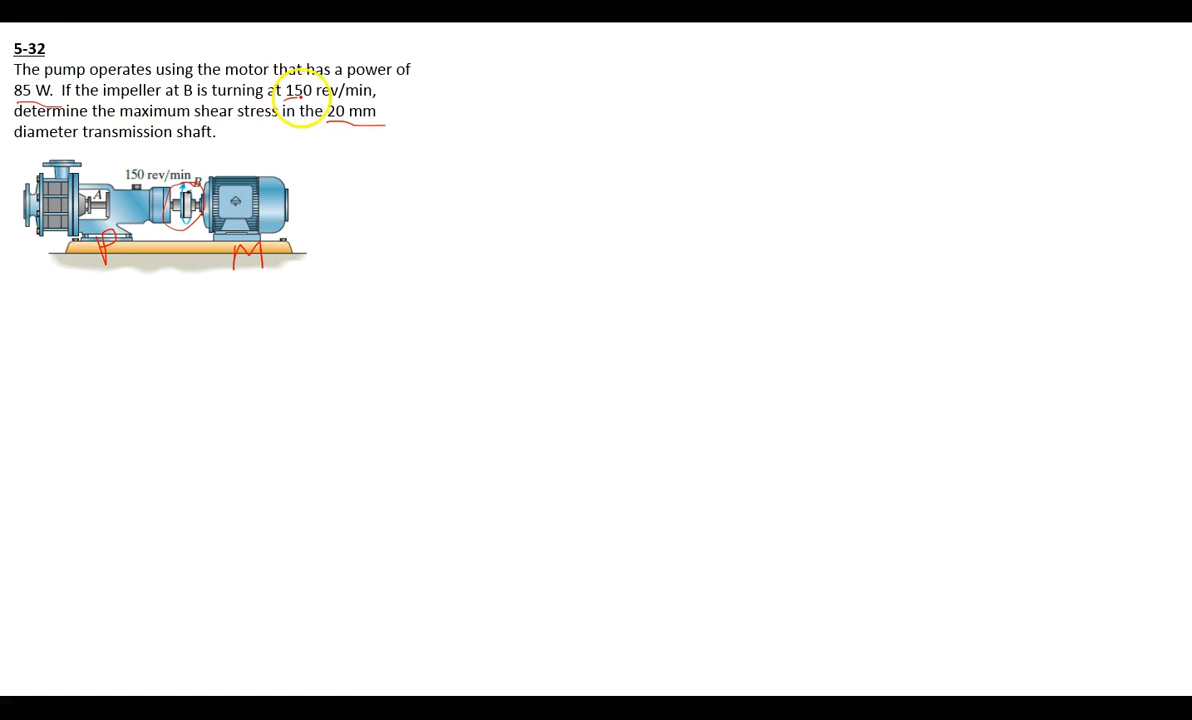 5-32
The pump operates using the motor that has a power of
85 W. If the impeller at B is turning at 150 rev/min,
determine the maximum shear stress in the 20 mm
diameter transmission shaft.
150 rev/min
B
A
P
M